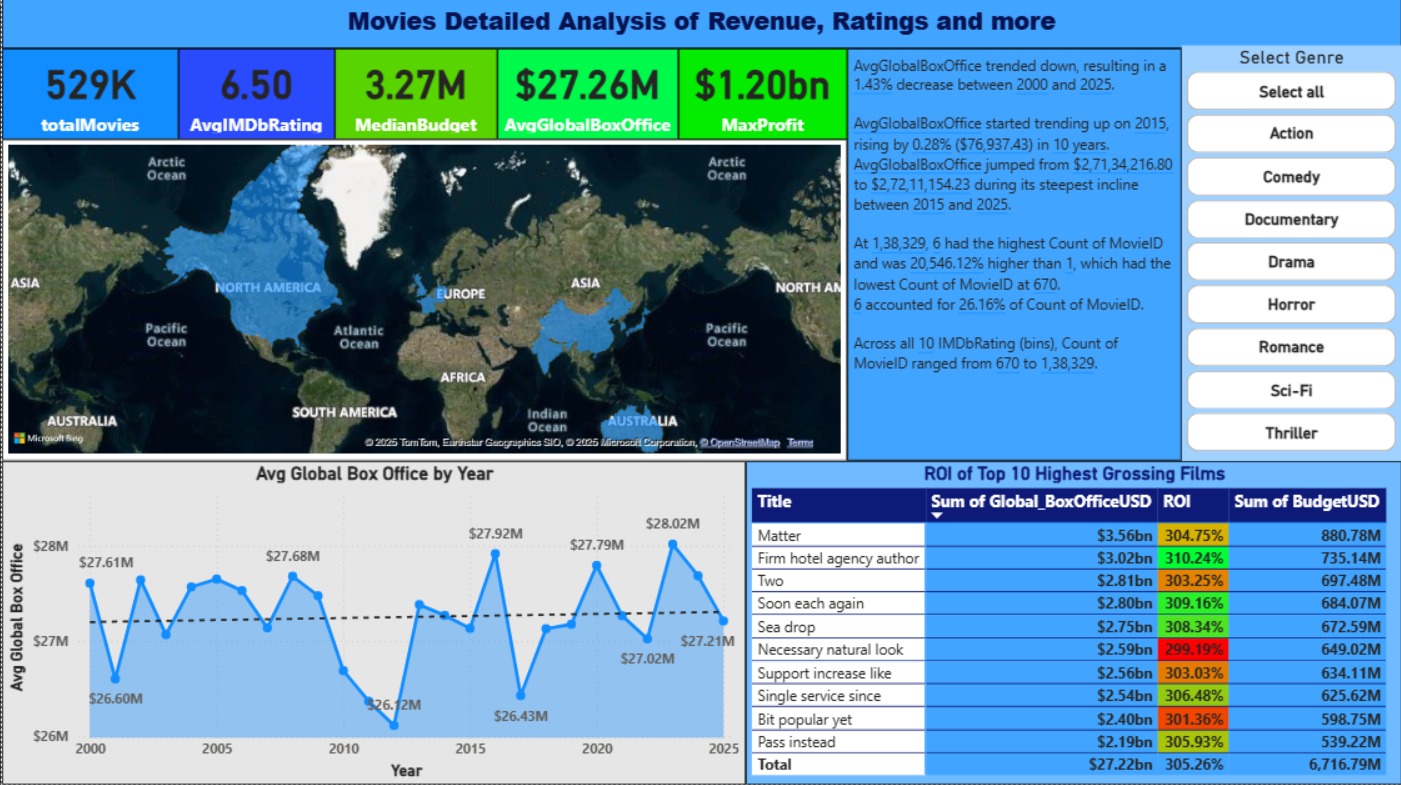 Movies Detailed Analysis of Revenue, Ratings and more
529K
totalMovies
6.50
AvgIMDbRating
3.27M
MedianBudget
$27.26M
AvgGlobalBoxOffice
$1.20bn
MaxProfit
AvgGlobalBoxOffice trended down, resulting in a
1.43% decrease between 2000 and 2025.
AvgGlobalBoxOffice started trending up on 2015,
rising by 0.28% ($76,937.43) in 10 years.
AvgGlobalBoxOffice jumped from $2,71,34,216.80
to $2,72,11,154.23 during its steepest incline
between 2015 and 2025.
At 1,38,329, 6 had the highest Count of MovieID
and was 20,546.12% higher than 1, which had the
lowest Count of MovieID at 670.
6 accounted for 26.16% of Count of MovieID.
Across all 10 IMDbRating (bins), Count of
MovieID ranged from 670 to 1,38,329.
Select Genre
Select all
Action
Comedy
Documentary
Drama
Horror
Romance
Sci-Fi
Thriller
Arctic
Ocean
Arctic
Ocean
ASIA
NORTH AMERICA
EUROPE
ASIA
NORTH AM
Pacific
Ocean
Atlantic
Ocean
Pacific
Ocean
AFRICA
SOUTH AMERICA
Indian
Ocean
AUSTRALIA
AUSTRALIA
Microsoft Bing
© 2025 TomTom, Earthstar Geographics SIO, © 2025 Microsoft Corporation, © OpenStreetMap Terms
Avg Global Box Office by Year
Avg Global Box Office
$28M
$27M
$26M
$27.61M
$26.60M
$27.68M
$26.12M
$27.92M
$26.43M
$27.79M
$27.02M
$28.02M
$27.21M
2000
2005
2010
2015
2020
2025
Year
ROI of Top 10 Highest Grossing Films
Title Sum of Global_BoxOfficeUSD ROI Sum of BudgetUSD
Matter $3.56bn 304.75% 880.78M
Firm hotel agency author $3.02bn 310.24% 735.14M
Two $2.81bn 303.25% 697.48M
Soon each again $2.80bn 309.16% 684.07M
Sea drop $2.75bn 308.34% 672.59M
Necessary natural look $2.59bn 299.19% 649.02M
Support increase like $2.56bn 303.03% 634.11M
Single service since $2.54bn 306.48% 625.62M
Bit popular yet $2.40bn 301.36% 598.75M
Pass instead $2.19bn 305.93% 539.22M
Total $27.22bn 305.26% 6,716.79M